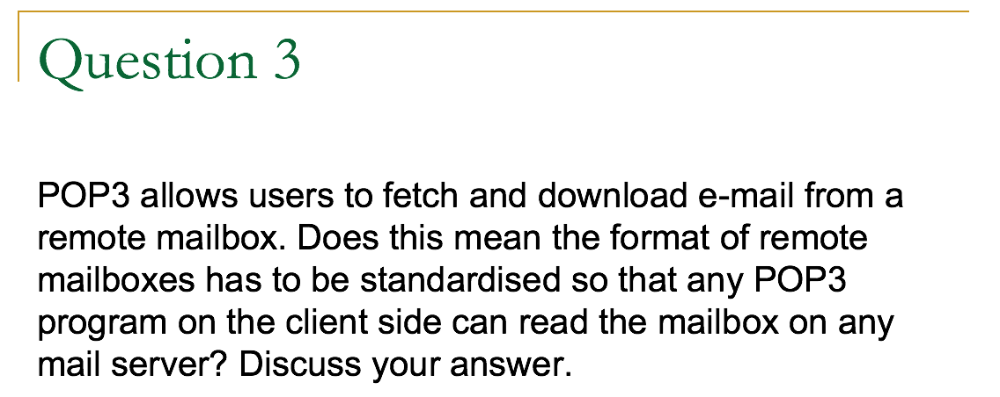 Question 3
POP3 allows users to fetch and download e-mail from a
remote mailbox. Does this mean the format of remote
mailboxes has to be standardised so that any POP3
program on the client side can read the mailbox on any
mail server? Discuss your answer.